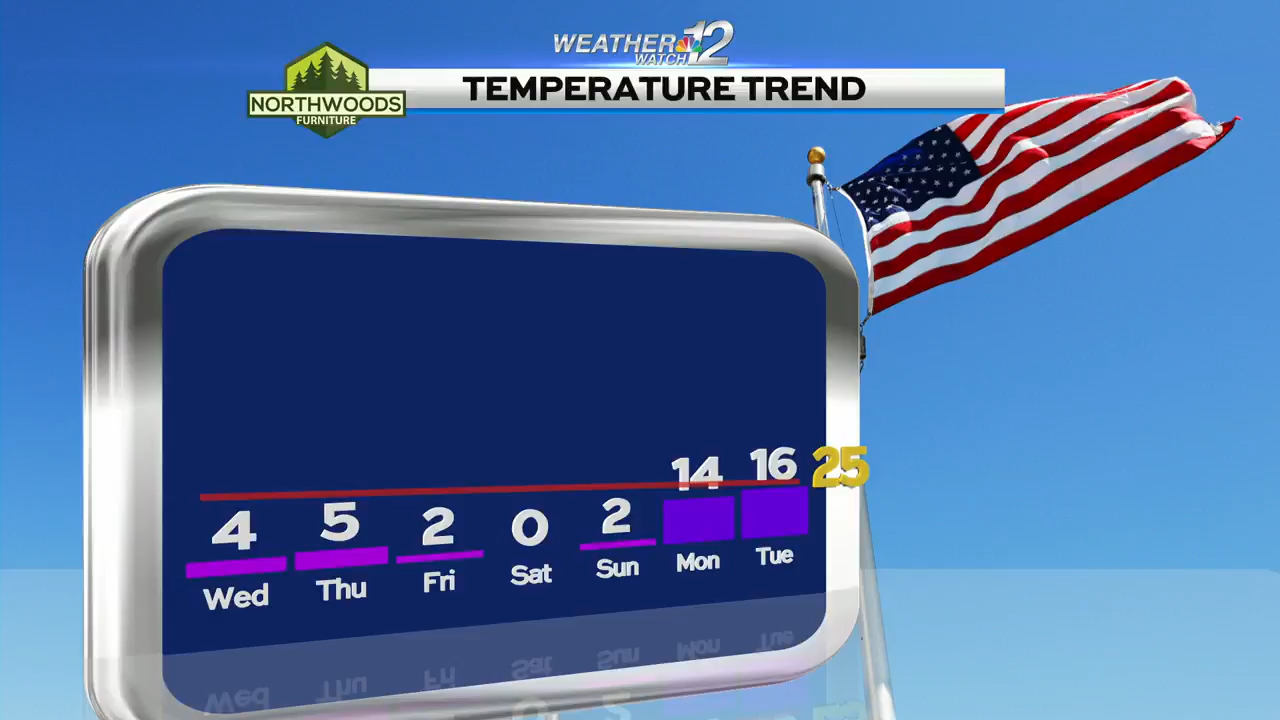 WEATHER 12
WATCH
TEMPERATURE TREND
NORTHWOODS
FURNITURE
4 5 2 0 2 14 16 25
Wed Thu Fri Sat Sun Mon Tue